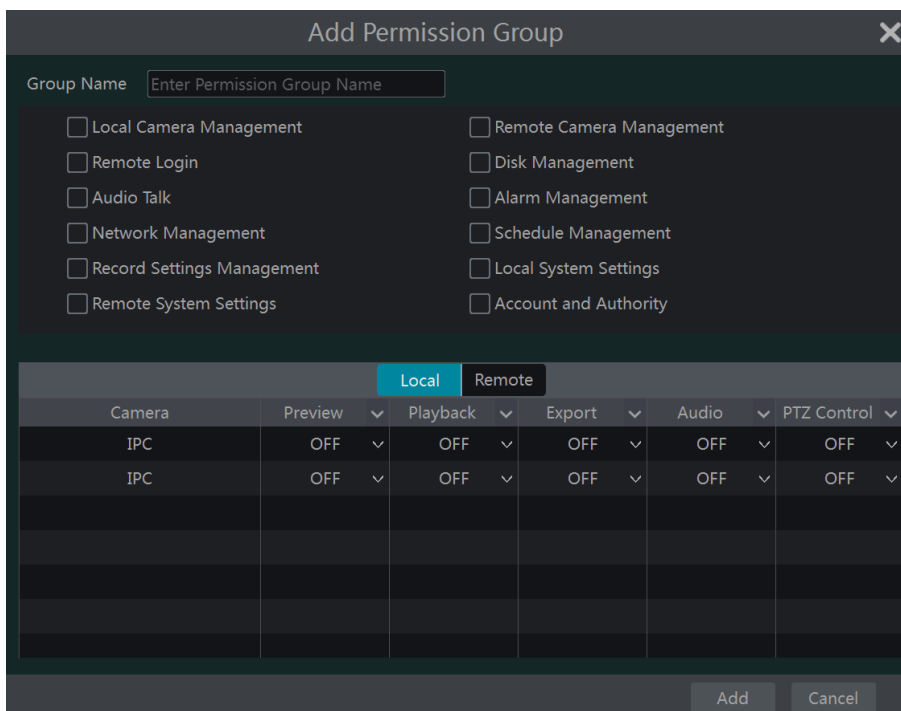 Add Permission Group
Group Name Enter Permission Group Name
Local Camera Management Remote Camera Management
Remote Login Disk Management
Audio Talk Alarm Management
Network Management Schedule Management
Record Settings Management Local System Settings
Remote System Settings Account and Authority
Local Remote
Camera Preview Playback Export Audio PTZ Control
IPC OFF OFF OFF OFF OFF
IPC OFF OFF OFF OFF OFF
Add Cancel